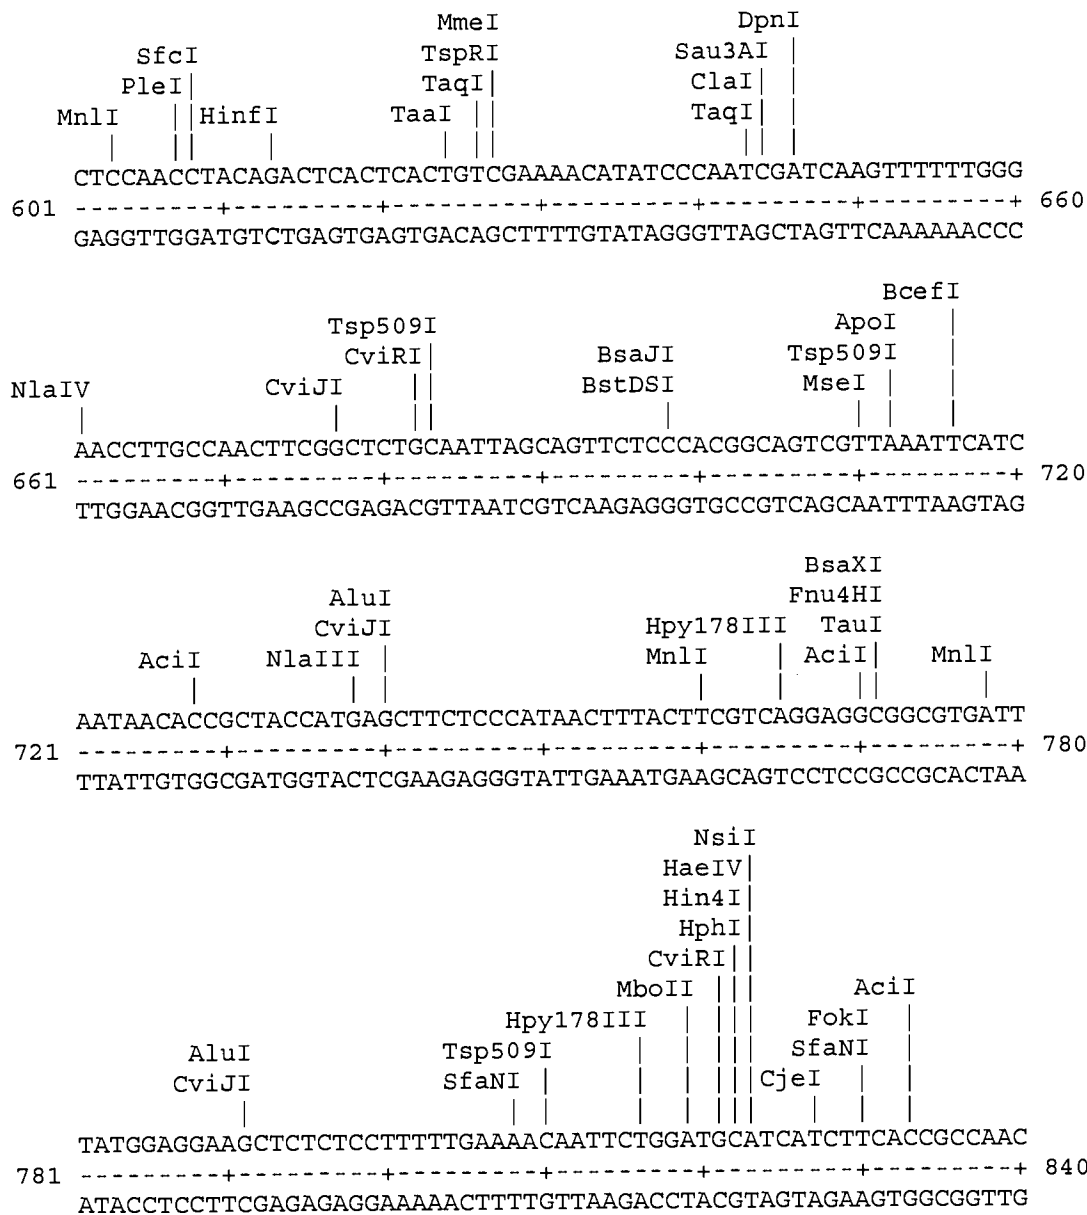 DpnI
MmeI
SfcI TspRI Sau3AI
PleI TaqI ClaI
MnlI HinfI TaaI TaqI
CTCCAACCTACAGACTCACTCACTGTCGAAAACATATCCCAATCGATCAAGTTTTTTGGG
601 ---------+---------+---------+---------+---------+---------+ 660
GAGGTTGGATGTCTGAGTGAGTGACAGCTTTTGTATAGGGTTAGCTAGTTCAAAAAACCC
BcefI
Tsp509I ApoI
CviRI BsaJI Tsp509I
NlaIV CviJI BstDSI MseI
AACCTTGCCAACTTCGGCTCTGCAATTAGCAGTTCTCCCACGGCAGTCGTTAAATTCATC
661 ---------+---------+---------+---------+---------+---------+ 720
TTGGAACGGTTGAAGCCGAGACGTTAATCGTCAAGAGGGTGCCGTCAGCAATTTAAGTAG
BsaXI
AluI Fnu4HI
CviJI Hpy178III TauI
AciI NlaIII MnlI AciI MnlI
AATAACACCGCTACCATGAGCTTCTCCCATAACTTTACTTCGTCAGGAGGCGGCGTGATT
721 ---------+---------+---------+---------+---------+---------+ 780
TTATTGTGGCGATGGTACTCGAAGAGGGTATTGAAATGAAGCAGTCCTCCGCCGCACTAA
NsiI
HaeIV
Hin4I
HphI
CviRI
MboII AciI
Hpy178III FokI
AluI Tsp509I SfaNI
CviJI SfaNI CjeI
TATGGAGGAAGCTCTCTCCTTTTTGAAAACAATTCTGGATGCATCATCTTCACCGCCAAC
781 ---------+---------+---------+---------+---------+---------+ 840
ATACCTCCTTCGAGAGAGGAAAAACTTTTGTTAAGACCTACGTAGTAGAAGTGGCGGTTG